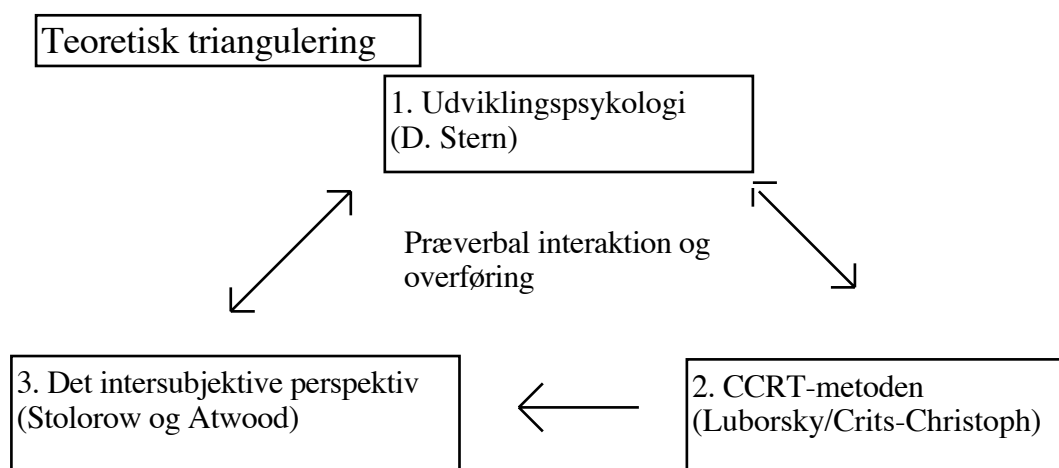 Teoretisk triangulering
1. Udviklingspsykologi
(D. Stern)
Præverbal interaktion og
overføring
3. Det intersubjektive perspektiv
(Stolorow og Atwood)
2. CCRT-metoden
(Luborsky/Crits-Christoph)